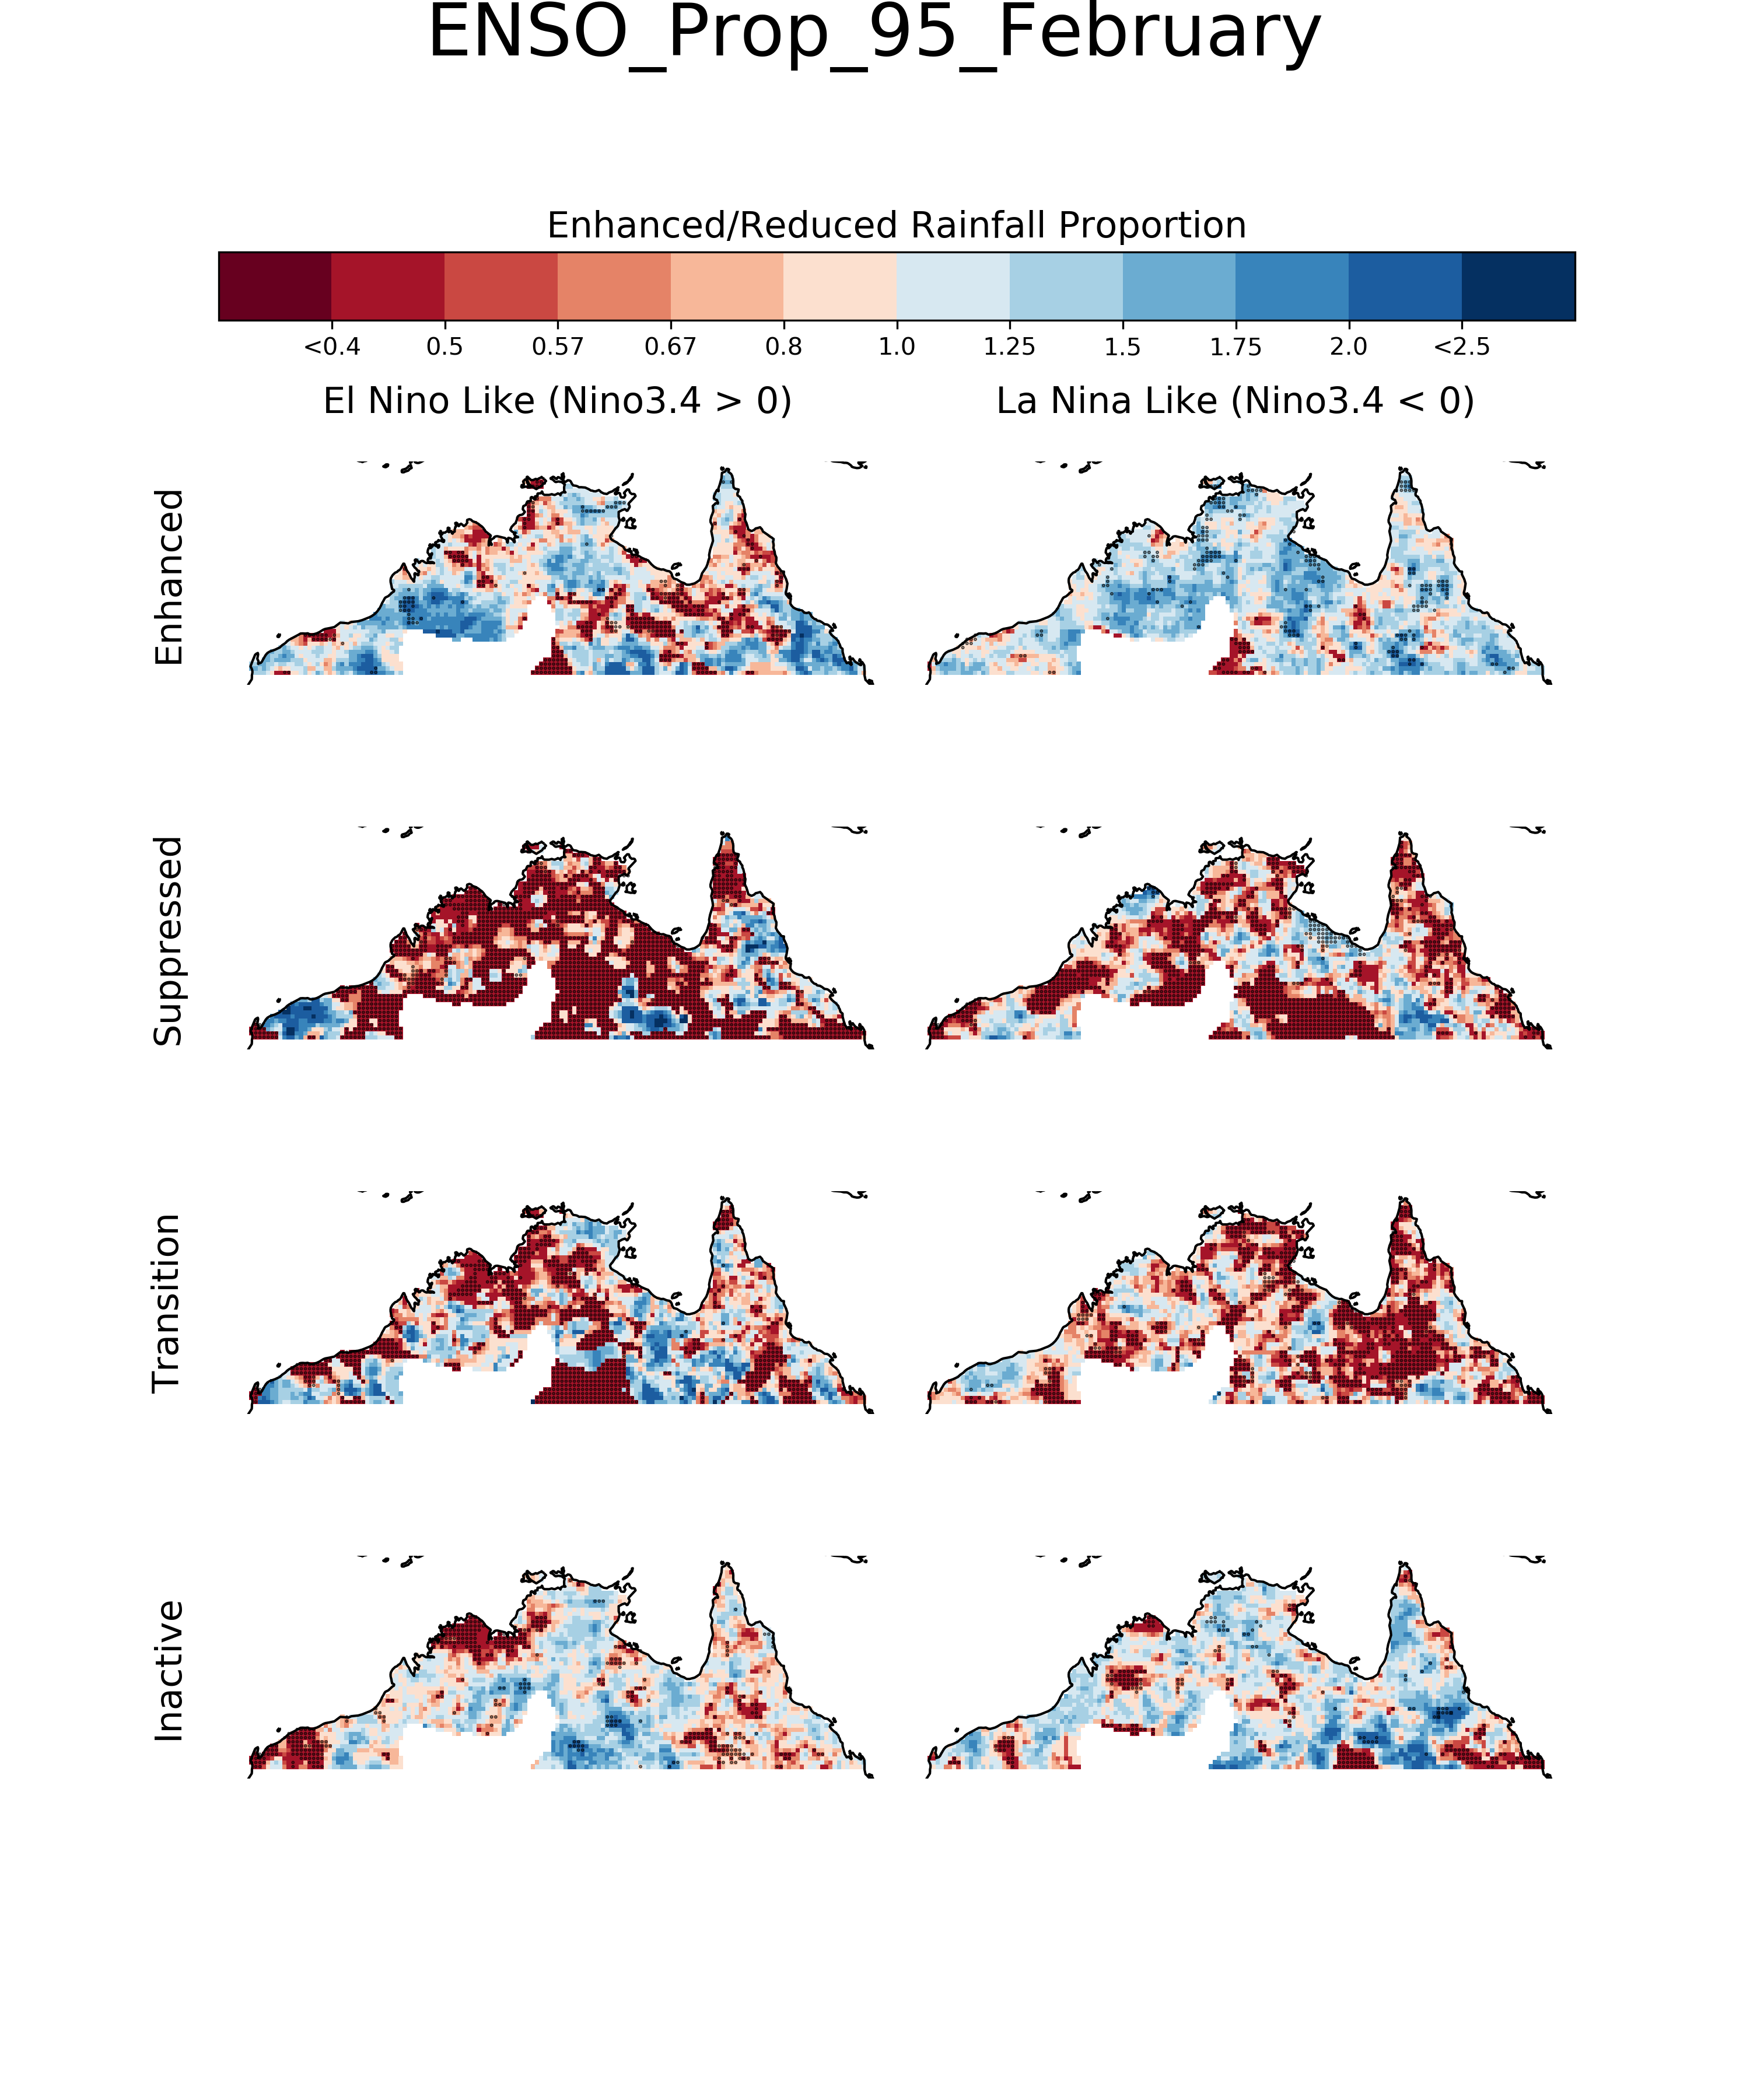 ENSO_Prop_95_February
Enhanced/Reduced Rainfall Proportion
<0.4 0.5 0.57 0.67 0.8 1.0 1.25 1.5 1.75 2.0 <2.5
El Nino Like (Nino3.4 > 0) La Nina Like (Nino3.4 < 0)
Enhanced
Suppressed
Transition
Inactive